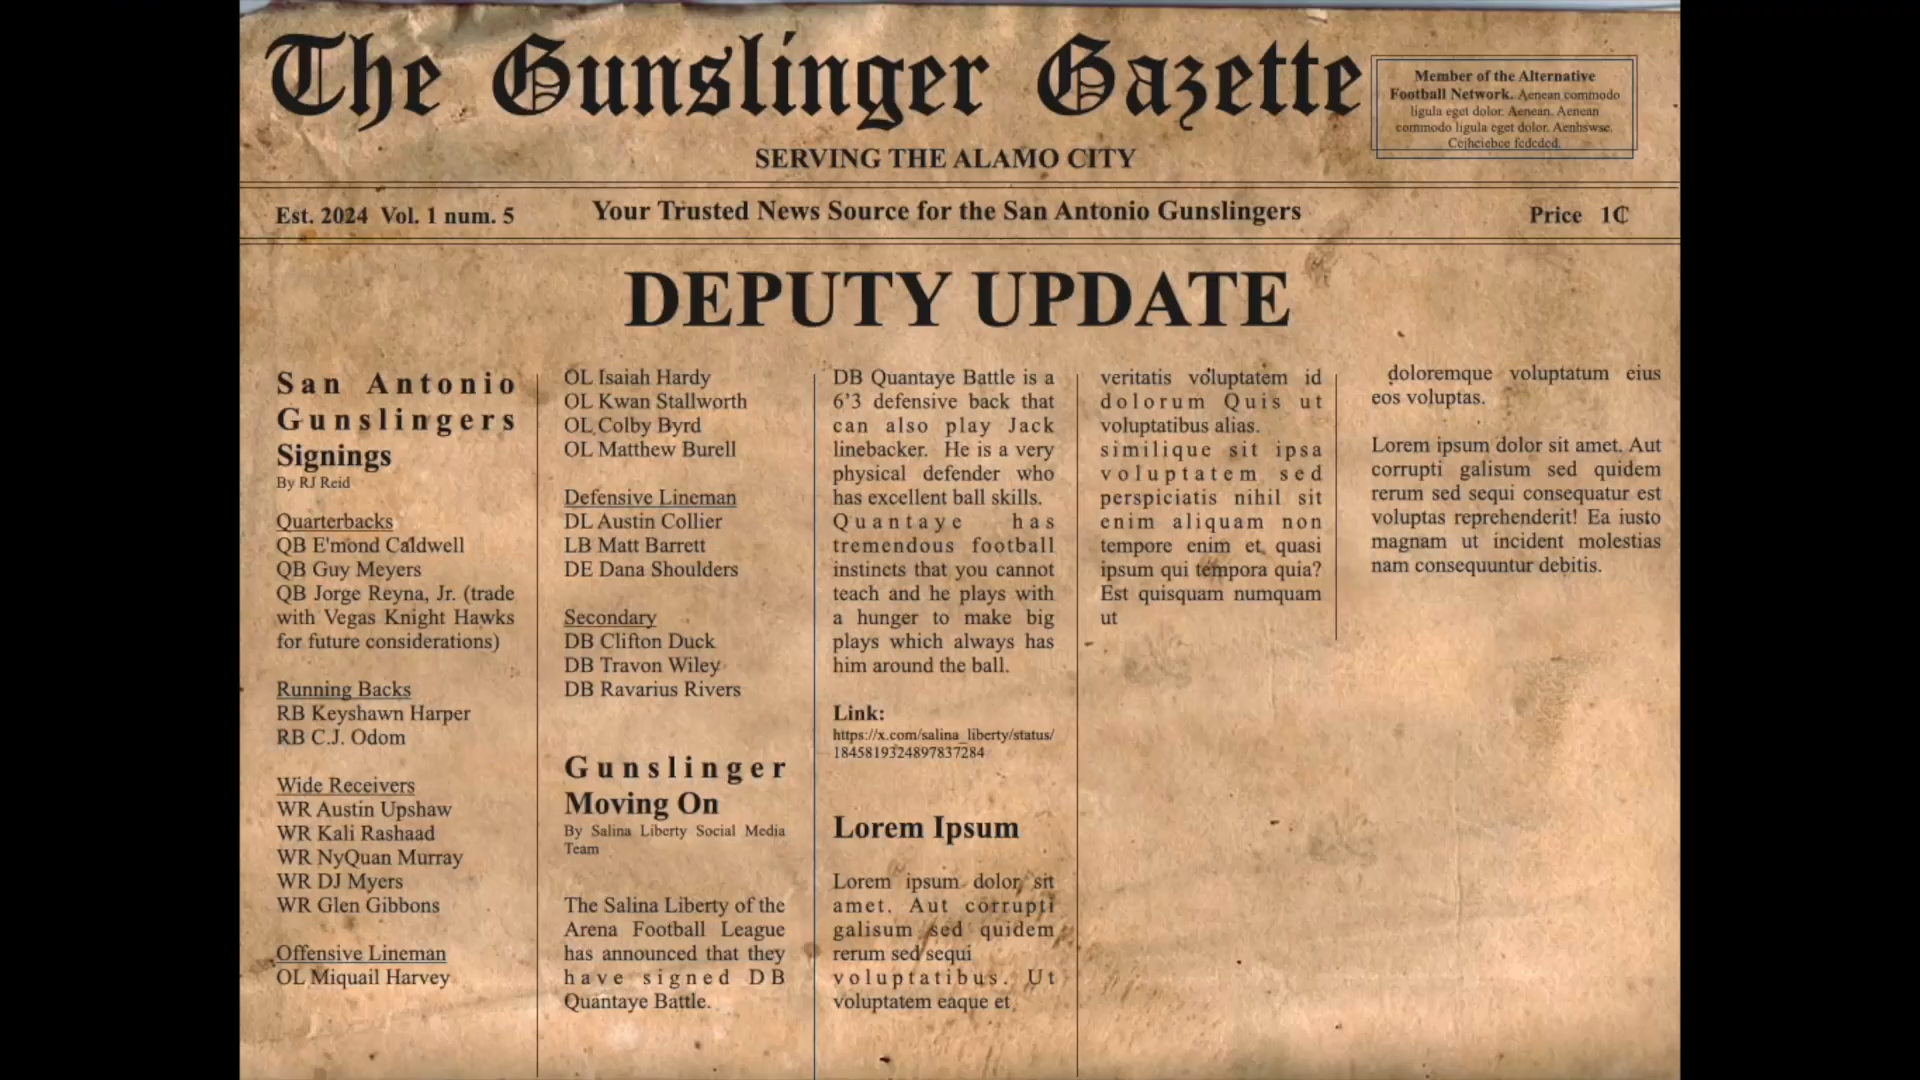 The Gunslinger Gazette
Member of the Alternative
Football Network. Aenean commodo
ligula eget dolor. Aenean. Aenean
commodo ligula eget dolor. Aenhswse.
Cejhciebce fcdcdcd.
SERVING THE ALAMO CITY
Est. 2024 Vol. 1 num. 5
Your Trusted News Source for the San Antonio Gunslingers
Price 1₵
DEPUTY UPDATE
San Antonio
Gunslingers
Signings
By RJ Reid
Quarterbacks
QB E'mond Caldwell
QB Guy Meyers
QB Jorge Reyna, Jr. (trade
with Vegas Knight Hawks
for future considerations)
Running Backs
RB Keyshawn Harper
RB C.J. Odom
Wide Receivers
WR Austin Upshaw
WR Kali Rashaad
WR NyQuan Murray
WR DJ Myers
WR Glen Gibbons
Offensive Lineman
OL Miquail Harvey
OL Isaiah Hardy
OL Kwan Stallworth
OL Colby Byrd
OL Matthew Burell
Defensive Lineman
DL Austin Collier
LB Matt Barrett
DE Dana Shoulders
Secondary
DB Clifton Duck
DB Travon Wiley
DB Ravarius Rivers
Gunslinger
Moving On
By Salina Liberty Social Media
Team
The Salina Liberty of the
Arena Football League
has announced that they
have signed DB
Quantaye Battle.
DB Quantaye Battle is a
6'3 defensive back that
can also play Jack
linebacker. He is a very
physical defender who
has excellent ball skills.
Quantaye has
tremendous football
instincts that you cannot
teach and he plays with
a hunger to make big
plays which always has
him around the ball.
Link:
https://x.com/salina_liberty/status/
1845819324897837284
Lorem Ipsum
Lorem ipsum dolor sit
amet. Aut corrupti
galisum sed quidem
rerum sed sequi
voluptatibus. Ut
voluptatem eaque et
veritatis voluptatem id
dolorum Quis ut
voluptatibus alias.
similique sit ipsa
voluptatem sed
perspiciatis nihil sit
enim aliquam non
tempore enim et quasi
ipsum qui tempora quia?
Est quisquam numquam
ut
doloremque voluptatum eius
eos voluptas.
Lorem ipsum dolor sit amet. Aut
corrupti galisum sed quidem
rerum sed sequi consequatur est
voluptas reprehenderit! Ea iusto
magnam ut incident molestias
nam consequuntur debitis.